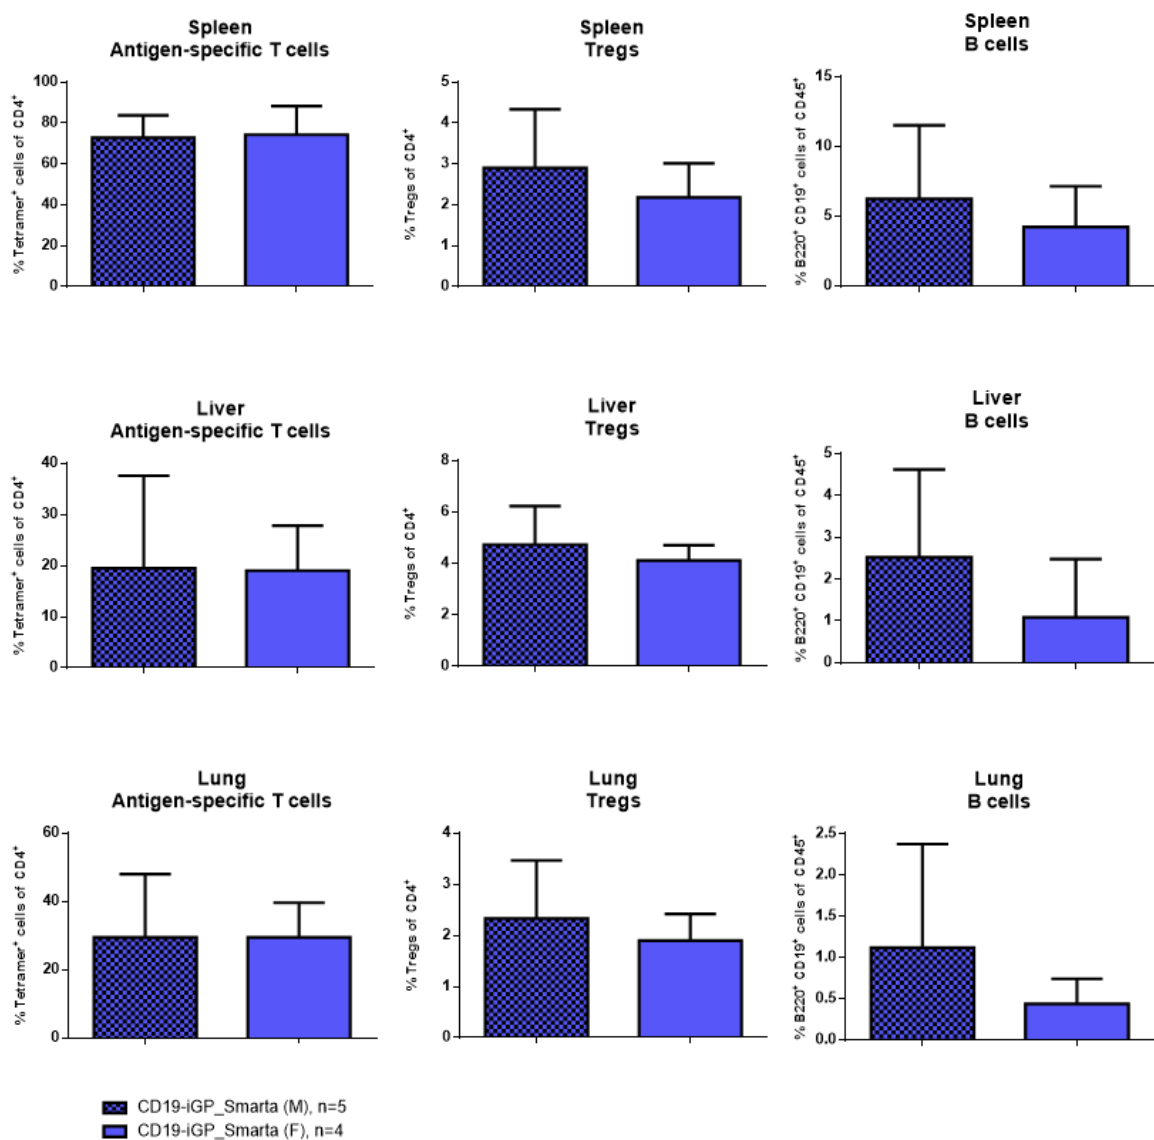 Spleen
Antigen-specific T cells
% Tetramer⁺ cells of CD4⁺
100
80
60
40
20
0
Spleen
Tregs
% Tregs of CD4⁺
5
4
3
2
1
0
Spleen
B cells
% B220⁺ CD19⁺ cells of CD45⁺
15
10
5
0
Liver
Antigen-specific T cells
% Tetramer⁺ cells of CD4⁺
40
30
20
10
0
Liver
Tregs
% Tregs of CD4⁺
8
6
4
2
0
Liver
B cells
% B220⁺ CD19⁺ cells of CD45⁺
5
4
3
2
1
0
Lung
Antigen-specific T cells
% Tetramer⁺ cells of CD4⁺
60
40
20
0
Lung
Tregs
% Tregs of CD4⁺
4
3
2
1
0
Lung
B cells
% B220⁺ CD19⁺ cells of CD45⁺
2.5
2.0
1.5
1.0
0.5
0.0
CD19-iGP_Smarta (M), n=5
CD19-iGP_Smarta (F), n=4